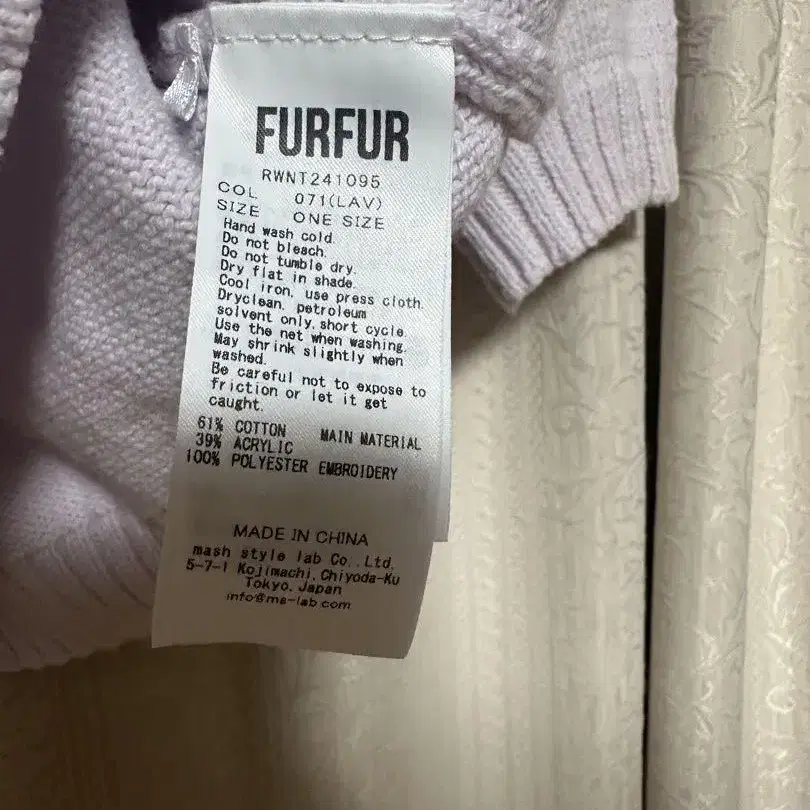 FURFUR
RWNT241095
COL 071(LAV)
SIZE ONE SIZE
Hand wash cold.
Do not bleach.
Do not tumble dry.
Dry flat in shade.
Cool iron, use press cloth.
Dryclean, petroleum
solvent only, short cycle.
Use the net when washing.
May shrink slightly when
washed.
Be careful not to expose to
friction or let it get
caught.
61% COTTON MAIN MATERIAL
39% ACRYLIC
100% POLYESTER EMBROIDERY
MADE IN CHINA
mash style lab Co.,Ltd.
5-7-1 Kojimachi,Chiyoda-Ku
Tokyo,Japan
info@ms-lab.com